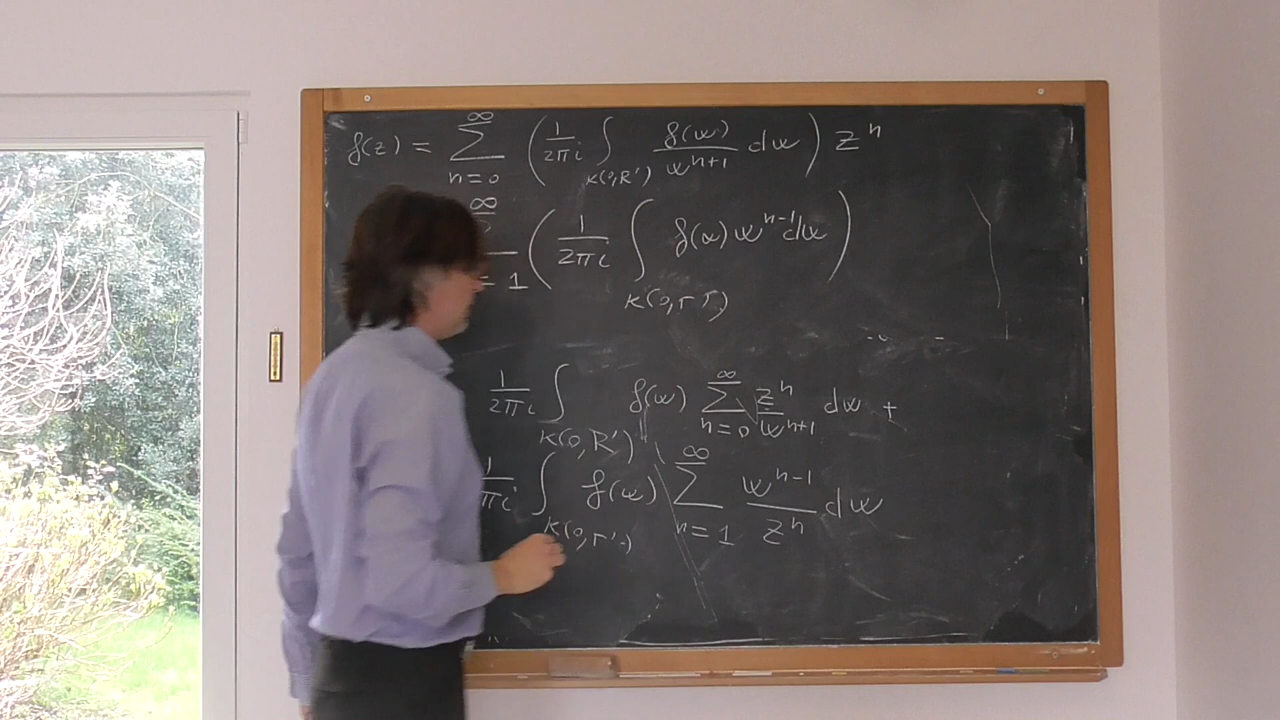 f(z) = ∞ ∑ n=0 ( 1/2πi ∫ K(0,R') f(w)/w^{n+1} dw ) z^n
∞ = 1 ( 1/2πi ∫ K(0,r') f(w) w^{n-1} dw )
1/2πi ∫ K(0,R') f(w) ∞ ∑ n=0 z^n/w^{n+1} dw +
1/πi ∫ K(0,r') f(w) ∞ ∑ n=1 w^{n-1}/z^n dw